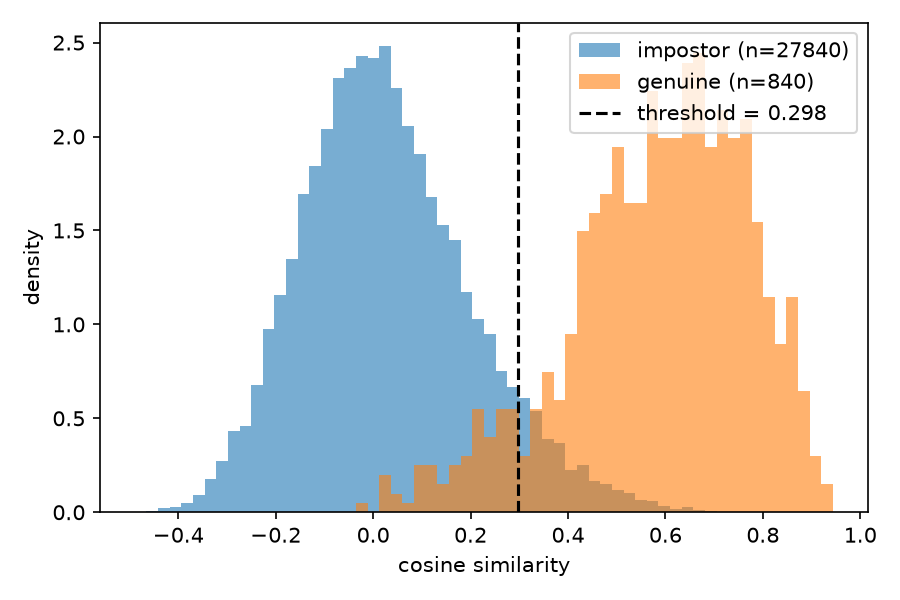 impostor (n=27840)
genuine (n=840)
threshold = 0.298
2.5
2.0
1.5
1.0
0.5
0.0
density
−0.4 −0.2 0.0 0.2 0.4 0.6 0.8 1.0
cosine similarity